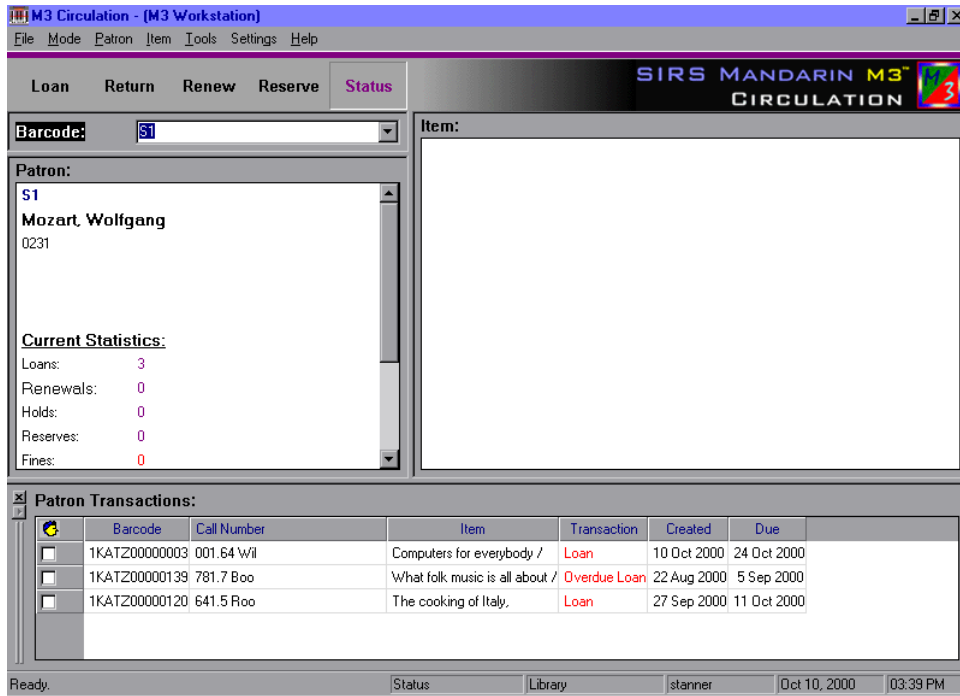 M3 Circulation - (M3 Workstation)
File Mode Patron Item Tools Settings Help
Loan Return Renew Reserve Status
SIRS MANDARIN M3™
CIRCULATION
M3
Barcode: S1
Item:
Patron:
S1
Mozart, Wolfgang
0231
Current Statistics:
Loans: 3
Renewals: 0
Holds: 0
Reserves: 0
Fines: 0
Patron Transactions:
Barcode Call Number Item Transaction Created Due
1KATZ00000003 001.64 Wil Computers for everybody / Loan 10 Oct 2000 24 Oct 2000
1KATZ00000139 781.7 Boo What folk music is all about / Overdue Loan 22 Aug 2000 5 Sep 2000
1KATZ00000120 641.5 Roo The cooking of Italy, Loan 27 Sep 2000 11 Oct 2000
Ready. Status Library stanner Oct 10, 2000 03:39 PM